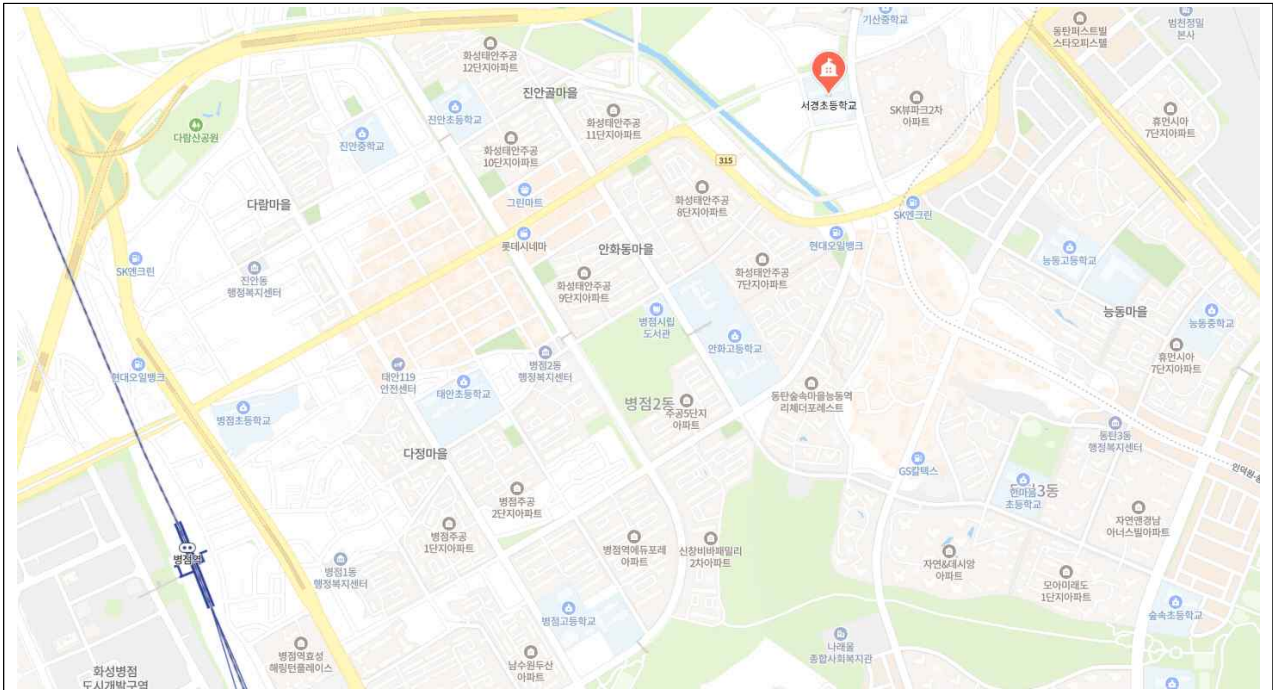 기산중학교
동탄퍼스트빌
스타오피스텔
범천정밀
본사
화성태안주공
12단지아파트
서경초등학교
SK뷰파크2차
아파트
휴먼시아
7단지아파트
진안골마을
진안초등학교
화성태안주공
11단지아파트
다람산공원
진안중학교
화성태안주공
10단지아파트
315
그린마트
화성태안주공
8단지아파트
다람마을
SK엔크린
롯데시네마
안화동마을
현대오일뱅크
SK엔크린
진안동
행정복지센터
화성태안주공
9단지아파트
화성태안주공
7단지아파트
능동고등학교
능동마을
능동중학교
병점시립
도서관
안화고등학교
휴먼시아
7단지아파트
현대오일뱅크
태안119
안전센터
태안초등학교
병점2동
행정복지센터
병점초등학교
병점2동
주공5단지
아파트
동탄숲속마을능동역
리체더포레스트
동탄3동
행정복지센터
인덕원
다정마을
GS칼텍스
한마음
초등학교
3동
병점주공
2단지아파트
병점주공
1단지아파트
자연앤경남
아너스빌아파트
병점역
병점1동
행정복지센터
병점역에듀포레
아파트
신창비바패밀리
2차아파트
자연&데시앙
아파트
모아미래도
1단지아파트
병점고등학교
숲속초등학교
나래울
종합사회복지관
화성병점
도시개발구역
병점역효성
해링턴플레이스
남수원두산
아파트